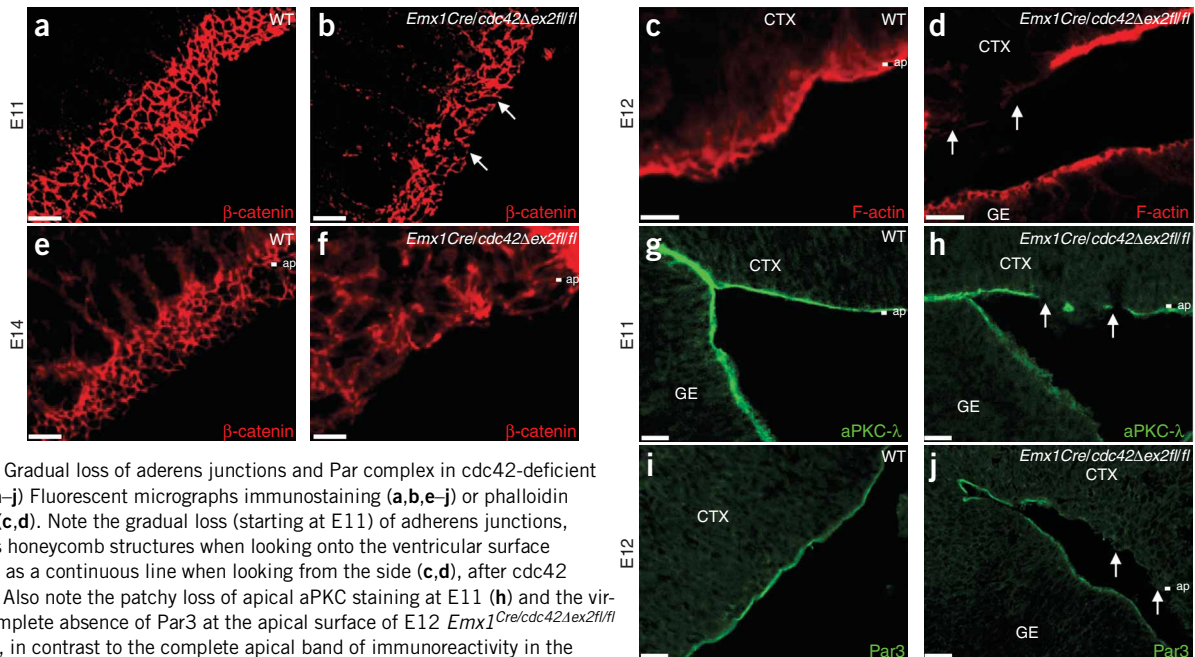 a
WT
E11
β-catenin
b
Emx1Cre/cdc42Δex2fl/fl
β-catenin
c
CTX
WT
ap
E12
F-actin
d
Emx1Cre/cdc42Δex2fl/fl
CTX
GE
F-actin
e
WT
ap
E14
β-catenin
f
Emx1Cre/cdc42Δex2fl/fl
ap
β-catenin
g
WT
CTX
ap
E11
GE
aPKC-λ
h
Emx1Cre/cdc42Δex2fl/fl
CTX
ap
GE
aPKC-λ
i
WT
CTX
E12
Par3
j
Emx1Cre/cdc42Δex2fl/fl
CTX
ap
GE
Par3
Gradual loss of aderens junctions and Par complex in cdc42-deficient
–j) Fluorescent micrographs immunostaining (a,b,e–j) or phalloidin
(c,d). Note the gradual loss (starting at E11) of adherens junctions,
s honeycomb structures when looking onto the ventricular surface
as a continuous line when looking from the side (c,d), after cdc42
Also note the patchy loss of apical aPKC staining at E11 (h) and the vir-
mplete absence of Par3 at the apical surface of E12 Emx1Cre/cdc42Δex2fl/fl
, in contrast to the complete apical band of immunoreactivity in the